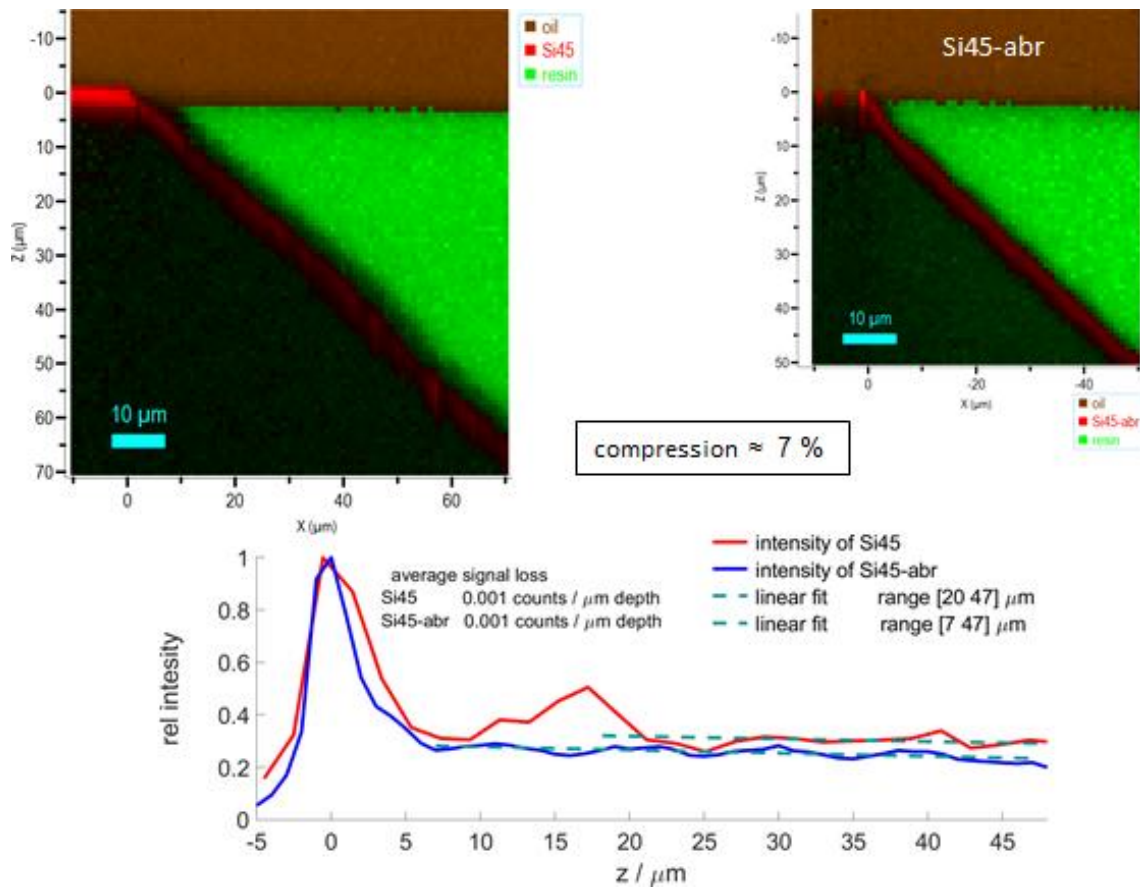 -10
0
10
20
30
40
50
60
70
Z (µm)
10 µm
0
20
40
60
X (µm)
oil
Si45
resin
Si45-abr
-10
0
10
20
30
40
50
Z (µm)
10 µm
0
-20
-40
X (µm)
oil
Si45-abr
resin
compression ≈ 7 %
1
0.8
0.6
0.4
0.2
0
rel intesity
average signal loss
Si45 0.001 counts / µm depth
Si45-abr 0.001 counts / µm depth
intensity of Si45
intensity of Si45-abr
linear fit range [20 47] µm
linear fit range [7 47] µm
-5 0 5 10 15 20 25 30 35 40 45
z / µm